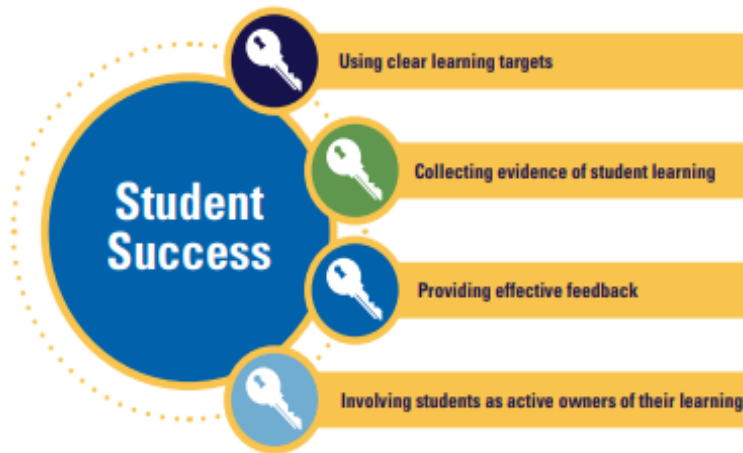 Student
Success
Using clear learning targets
Collecting evidence of student learning
Providing effective feedback
Involving students as active owners of their learning